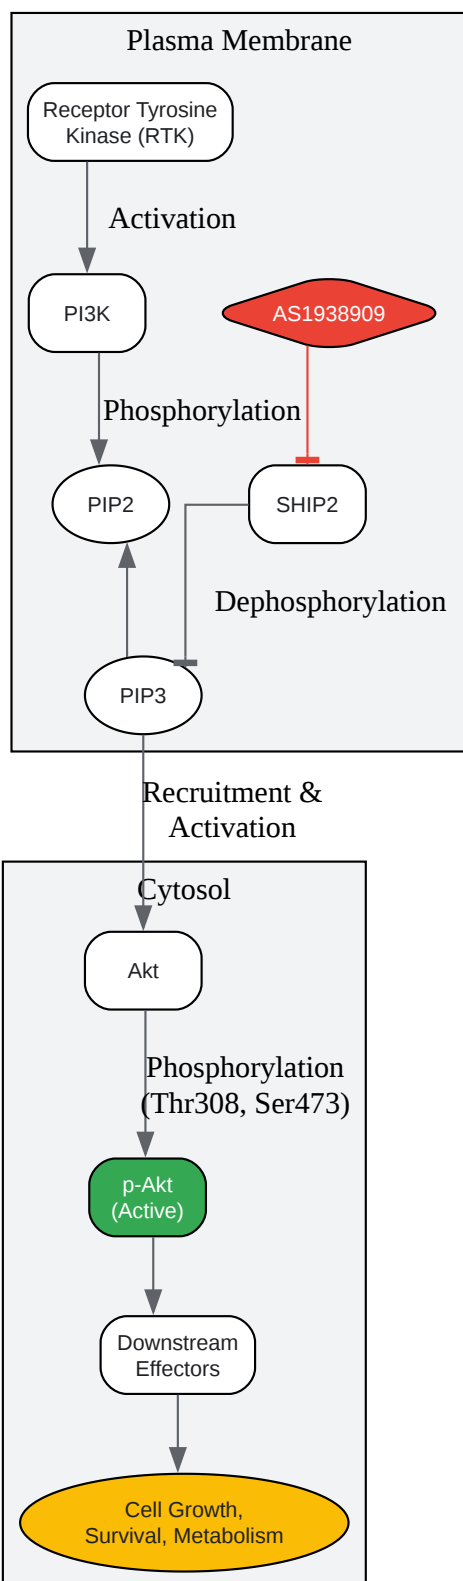 Plasma Membrane
Receptor Tyrosine
Kinase (RTK)
Activation
PI3K
AS1938909
Phosphorylation
PIP2
SHIP2
Dephosphorylation
PIP3
Recruitment &
Activation
Cytosol
Akt
Phosphorylation
(Thr308, Ser473)
p-Akt
(Active)
Downstream
Effectors
Cell Growth,
Survival, Metabolism